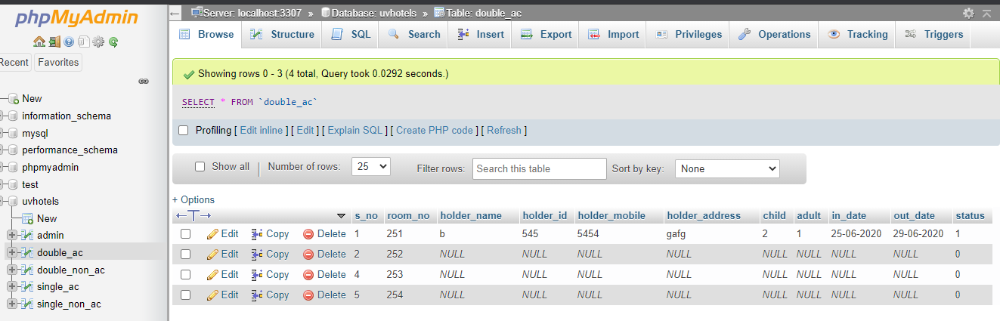 phpMyAdmin
Recent Favorites
New
information_schema
mysql
performance_schema
phpmyadmin
test
uvhotels
New
admin
double_ac
double_non_ac
single_ac
single_non_ac
Server: localhost:3307 » Database: uvhotels » Table: double_ac
Browse Structure SQL Search Insert Export Import Privileges Operations Tracking Triggers
Showing rows 0 - 3 (4 total, Query took 0.0292 seconds.)
SELECT * FROM `double_ac`
Profiling [ Edit inline ] [ Edit ] [ Explain SQL ] [ Create PHP code ] [ Refresh ]
Show all | Number of rows: 25 Filter rows: Search this table Sort by key: None
+ Options
←T→ s_no room_no holder_name holder_id holder_mobile holder_address child adult in_date out_date status
Edit Copy Delete 1 251 b 545 5454 gafg 2 1 25-06-2020 29-06-2020 1
Edit Copy Delete 2 252 NULL NULL NULL NULL NULL NULL NULL NULL 0
Edit Copy Delete 4 253 NULL NULL NULL NULL NULL NULL NULL NULL 0
Edit Copy Delete 5 254 NULL NULL NULL NULL NULL NULL NULL NULL 0